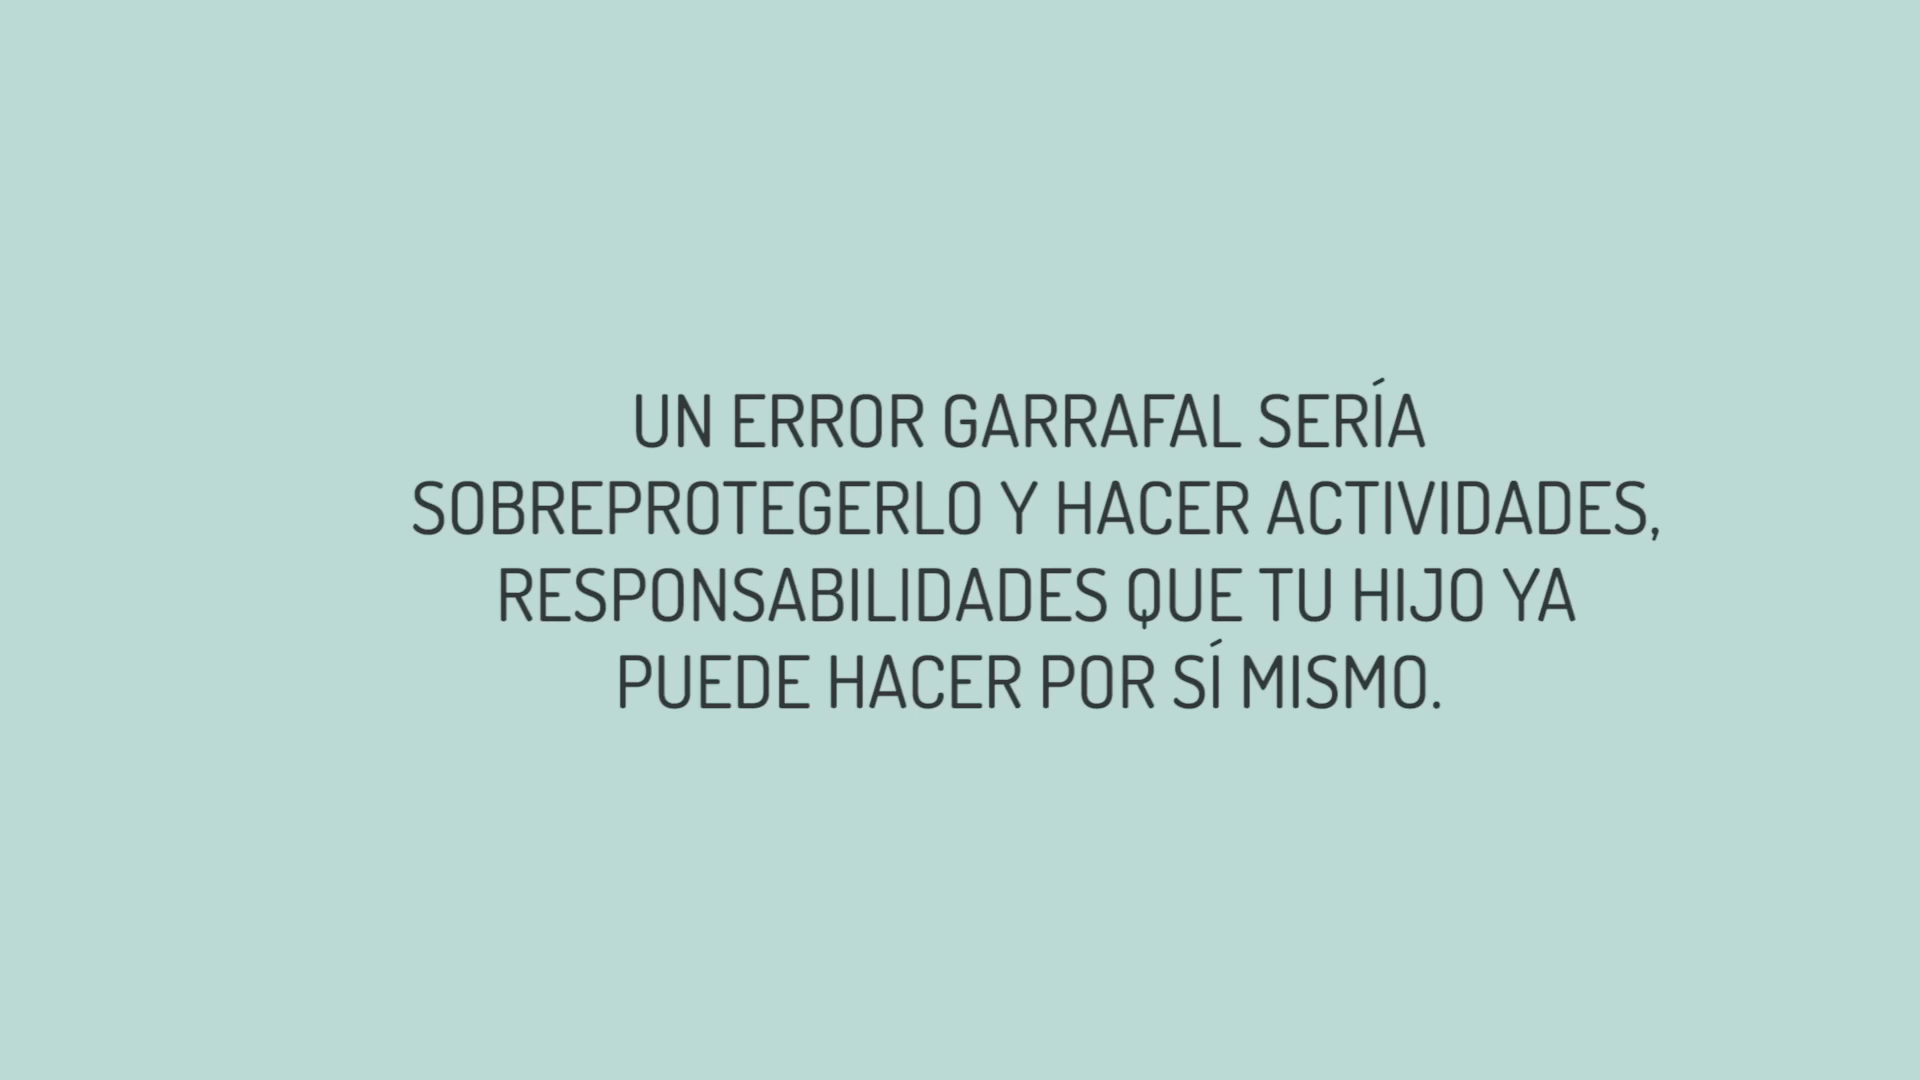 UN ERROR GARRAFAL SERÍA
SOBREPROTEGERLO Y HACER ACTIVIDADES,
RESPONSABILIDADES QUE TU HIJO YA
PUEDE HACER POR SÍ MISMO.